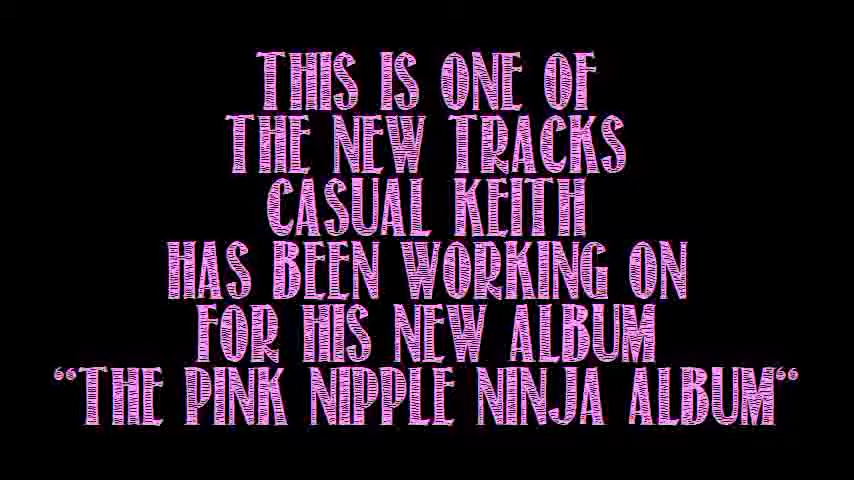 THIS IS ONE OF
THE NEW TRACKS
CASUAL KEITH
HAS BEEN WORKING ON
FOR HIS NEW ALBUM
“THE PINK NIPPLE NINJA ALBUM“